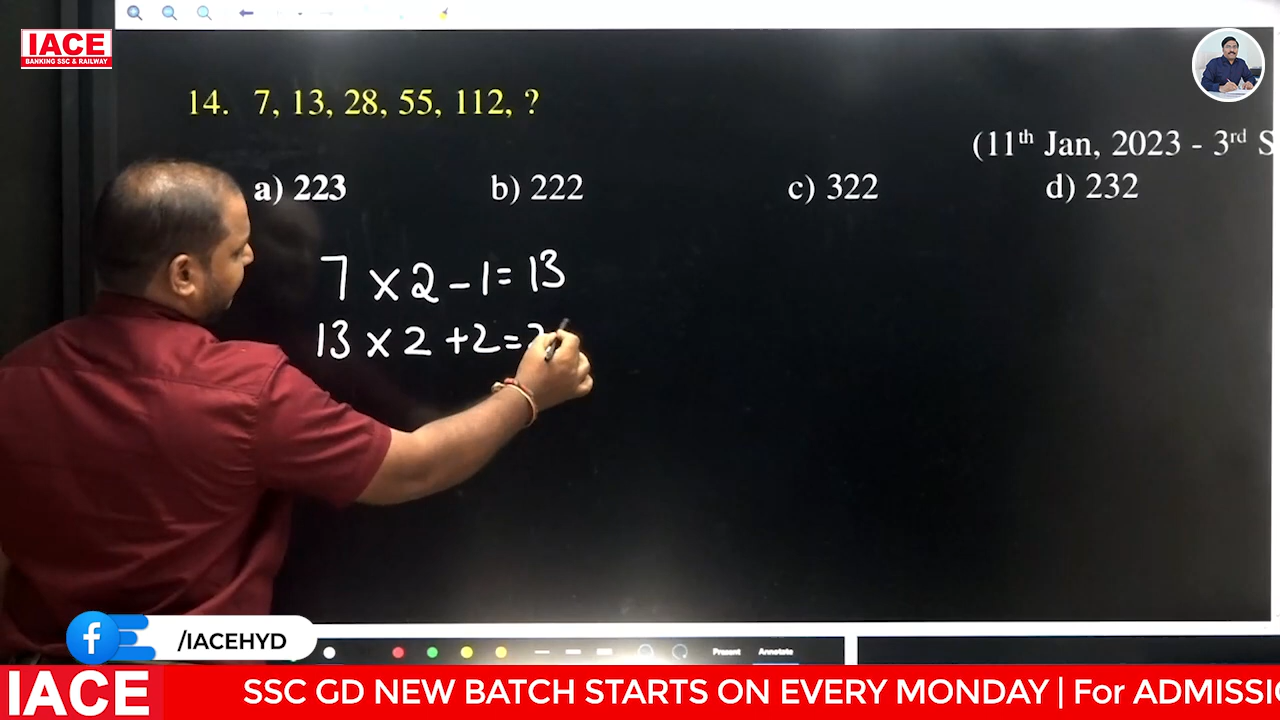 IACE
BANKING SSC & RAILWAY
14. 7, 13, 28, 55, 112, ?
(11th Jan, 2023 - 3rd S
a) 223 b) 222 c) 322 d) 232
7 × 2 - 1 = 13
13 × 2 + 2 = 2
/IACEHYD
Present Annotate
IACE
SSC GD NEW BATCH STARTS ON EVERY MONDAY | For ADMISSIO